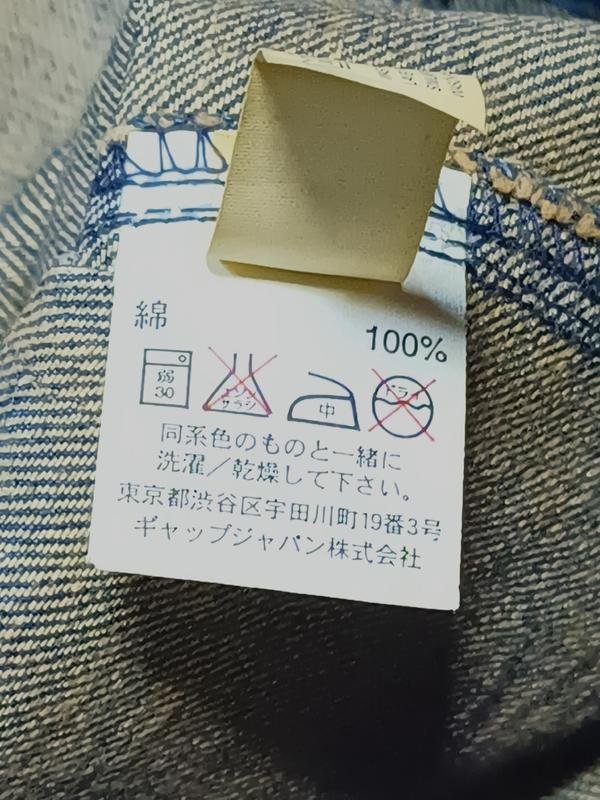 綿
100%
弱
30
エンソ
サラシ
中
ドライ
同系色のものと一緒に
洗濯／乾燥して下さい。
東京都渋谷区宇田川町19番3号
ギャップジャパン株式会社